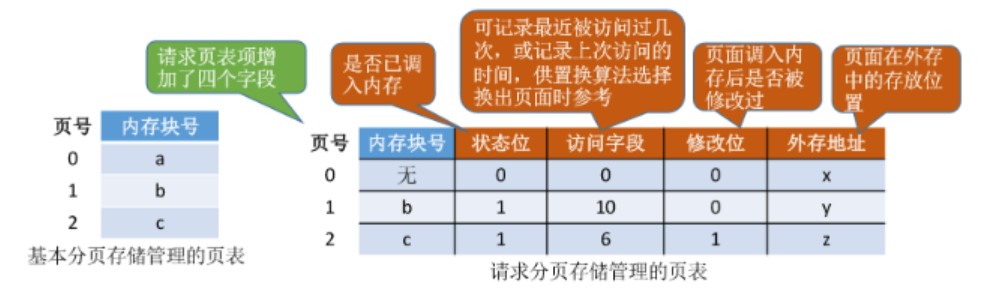 请求页表项增
加了四个字段
是否已调
入内存
可记录最近被访问过几
次，或记录上次访问的
时间，供置换算法选择
换出页面时参考
页面调入内
存后是否被
修改过
页面在外存
中的存放位
置
页号 内存块号
0 a
1 b
2 c
基本分页存储管理的页表
页号 内存块号 状态位 访问字段 修改位 外存地址
0 无 0 0 0 x
1 b 1 10 0 y
2 c 1 6 1 z
请求分页存储管理的页表